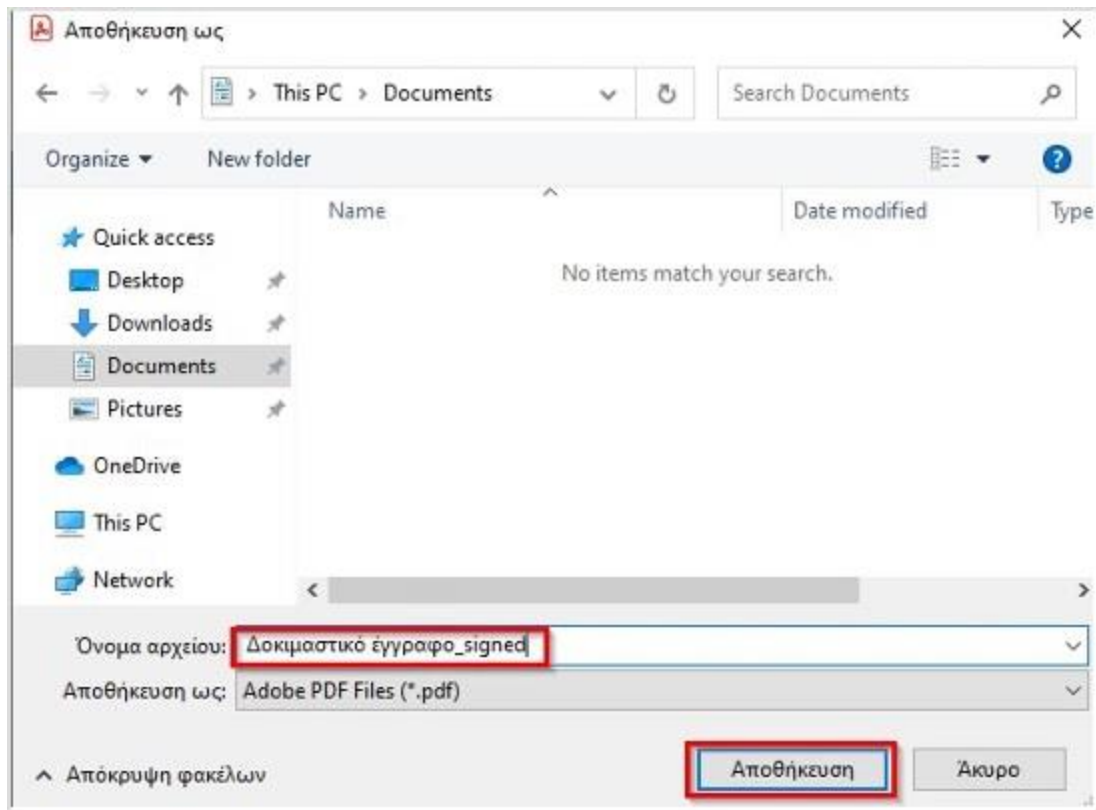 Αποθήκευση ως
This PC > Documents
Search Documents
Organize
New folder
Name
Date modified
Type
Quick access
Desktop
Downloads
Documents
Pictures
OneDrive
This PC
Network
No items match your search.
Όνομα αρχείου: Δοκιμαστικό έγγραφο_signed
Αποθήκευση ως: Adobe PDF Files (*.pdf)
Απόκρυψη φακέλων
Αποθήκευση
Άκυρο